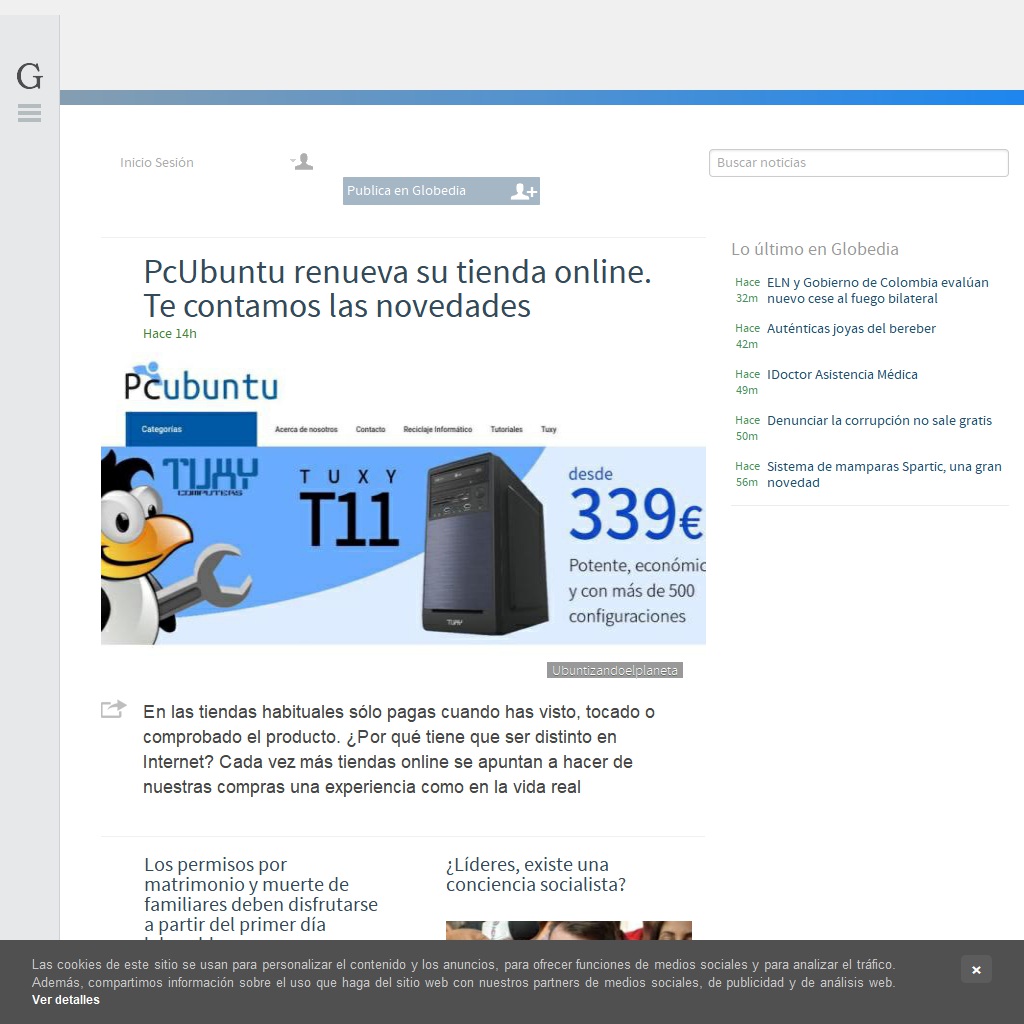 G
Inicio Sesión
Publica en Globedia
Buscar noticias
PcUbuntu renueva su tienda online.
Te contamos las novedades
Hace 14h
Pcubuntu
Categorías
Acerca de nosotros
Contacto
Reciclaje Informático
Tutoriales
Tuxy
TUXY
COMPUTERS
TUXY
T11
TUXY
desde
339€
Potente, económic
y con más de 500
configuraciones
Ubuntizandoelplaneta
En las tiendas habituales sólo pagas cuando has visto, tocado o
comprobado el producto. ¿Por qué tiene que ser distinto en
Internet? Cada vez más tiendas online se apuntan a hacer de
nuestras compras una experiencia como en la vida real
Los permisos por
matrimonio y muerte de
familiares deben disfrutarse
a partir del primer día
¿Líderes, existe una
conciencia socialista?
Lo último en Globedia
Hace 32m
ELN y Gobierno de Colombia evalúan
nuevo cese al fuego bilateral
Hace 42m
Auténticas joyas del bereber
Hace 49m
IDoctor Asistencia Médica
Hace 50m
Denunciar la corrupción no sale gratis
Hace 56m
Sistema de mamparas Spartic, una gran
novedad
Las cookies de este sitio se usan para personalizar el contenido y los anuncios, para ofrecer funciones de medios sociales y para analizar el tráfico.
Además, compartimos información sobre el uso que haga del sitio web con nuestros partners de medios sociales, de publicidad y de análisis web.
Ver detalles